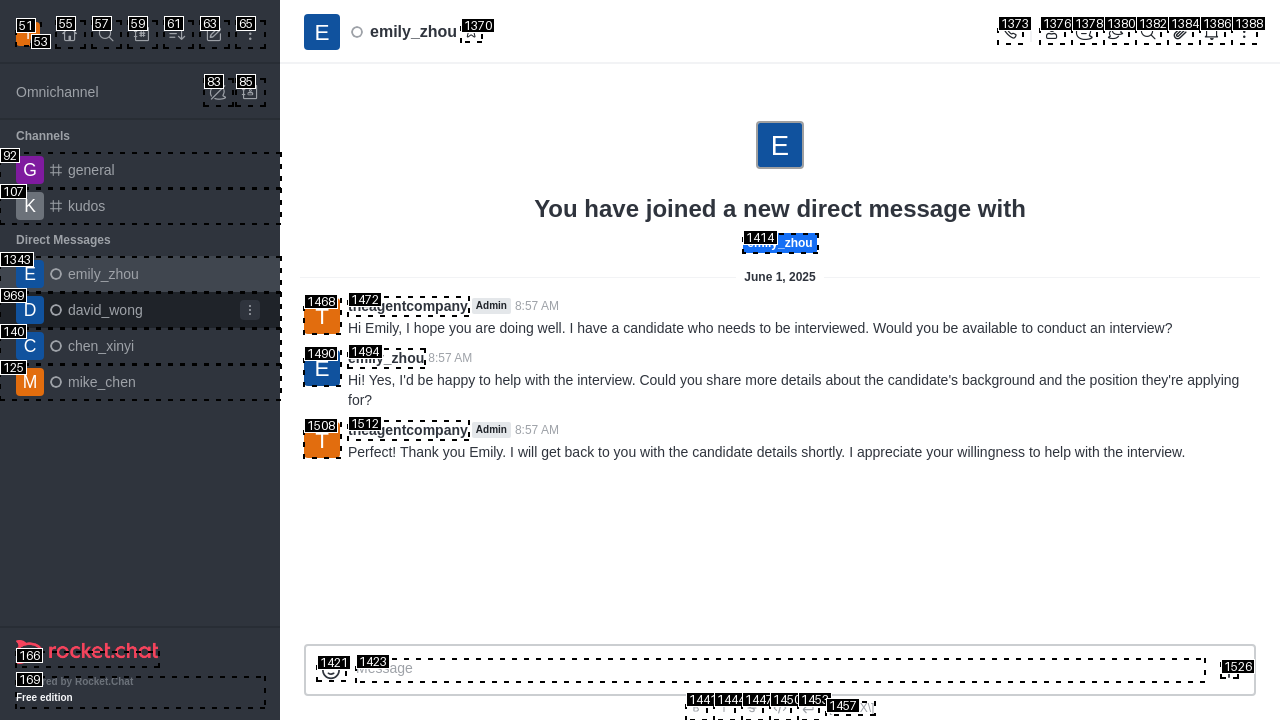 51
53
55
57
59
61
63
65
Omnichannel
83
85
Channels
92
G
general
107
K
kudos
Direct Messages
1343
E
emily_zhou
969
D
david_wong
140
C
chen_xinyi
125
M
mike_chen
166
rocket.chat
169
by Rocket.Chat
Free edition
E
emily_zhou
1370
1373
1376
1378
1380
1382
1384
1386
1388
E
You have joined a new direct message with
1414
emily_zhou
June 1, 2025
1468
T
1472
theagentcompany
Admin
8:57 AM
Hi Emily, I hope you are doing well. I have a candidate who needs to be interviewed. Would you be available to conduct an interview?
1490
E
1494
emily_zhou
8:57 AM
Hi! Yes, I'd be happy to help with the interview. Could you share more details about the candidate's background and the position they're applying
for?
1508
T
1512
theagentcompany
Admin
8:57 AM
Perfect! Thank you Emily. I will get back to you with the candidate details shortly. I appreciate your willingness to help with the interview.
1421
1423
Message
1526
1441
1444
1447
1450
1453
1457